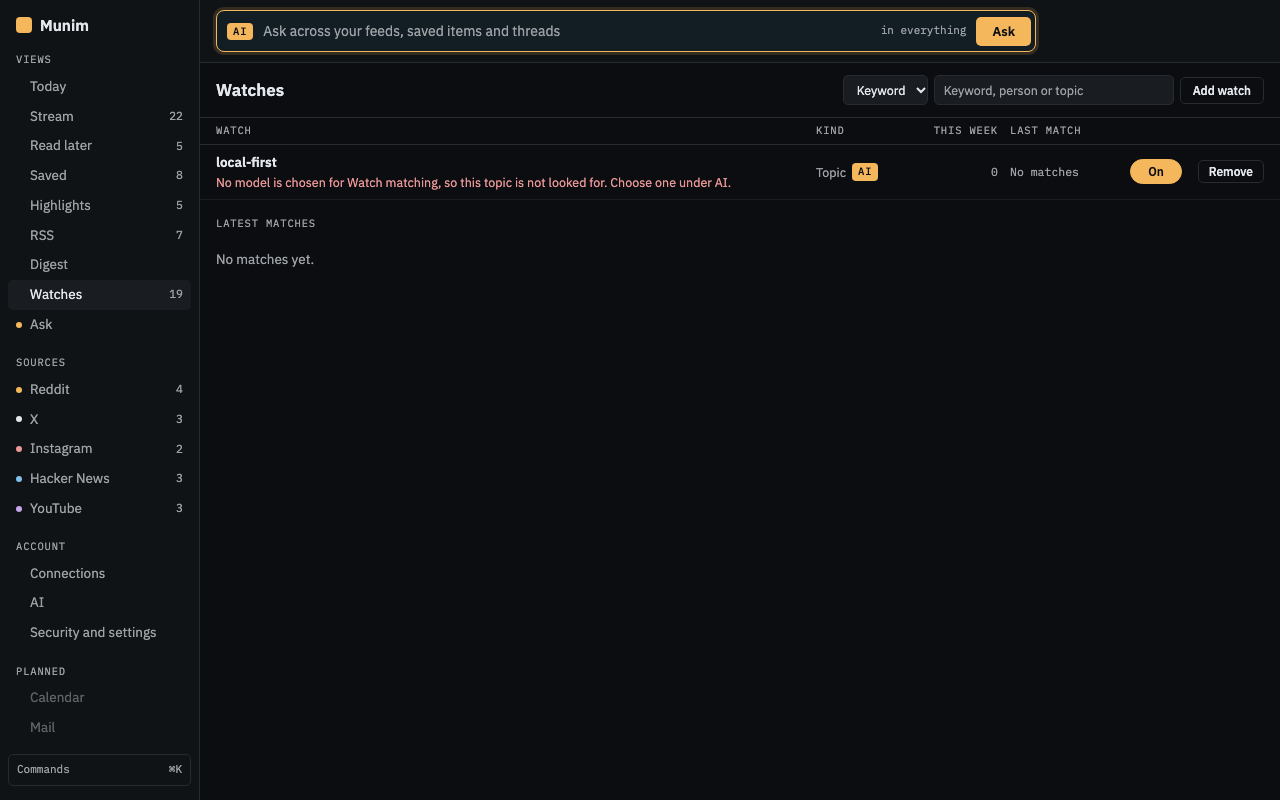 Munim
AI Ask across your feeds, saved items and threads in everything Ask
VIEWS
Today
Stream 22
Read later 5
Saved 8
Highlights 5
RSS 7
Digest
Watches 19
Ask
SOURCES
Reddit 4
X 3
Instagram 2
Hacker News 3
YouTube 3
ACCOUNT
Connections
AI
Security and settings
PLANNED
Calendar
Mail
Commands ⌘K
Watches Keyword Keyword, person or topic Add watch
WATCH KIND THIS WEEK LAST MATCH
local-first
No model is chosen for Watch matching, so this topic is not looked for. Choose one under AI.
Topic AI 0 No matches On Remove
LATEST MATCHES
No matches yet.